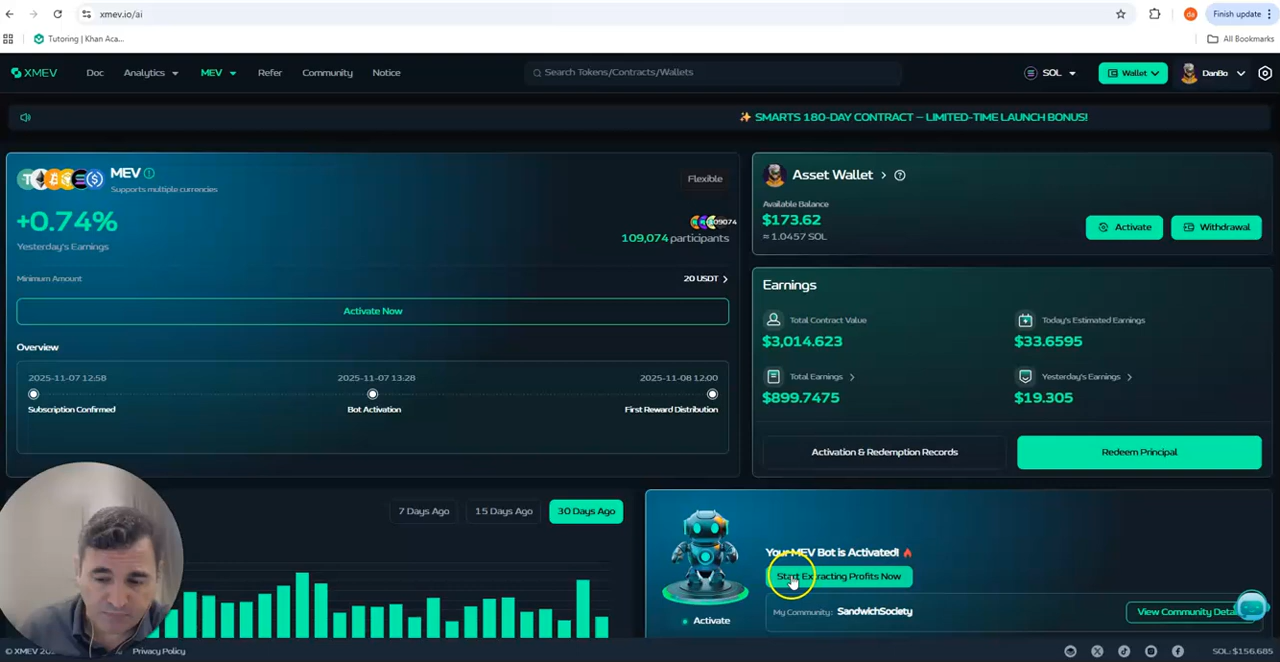 xmev.io/ai
da
Finish update
Tutoring | Khan Aca...
All Bookmarks
XMEV
Doc
Analytics
MEV
Refer
Community
Notice
Search Tokens/Contracts/Wallets
SOL
Wallet
DanBo
SMARTS 180-DAY CONTRACT – LIMITED-TIME LAUNCH BONUS!
MEV
Supports multiple currencies
Flexible
+0.74%
Yesterday's Earnings
109,074 participants
Minimum Amount
20 USDT
Activate Now
Overview
2025-11-07 12:58
2025-11-07 13:28
2025-11-08 12:00
Subscription Confirmed
Bot Activation
First Reward Distribution
Asset Wallet
Available Balance
$173.62
≈ 1.0457 SOL
Activate
Withdrawal
Earnings
Total Contract Value
$3,014.623
Today's Estimated Earnings
$33.6595
Total Earnings
$899.7475
Yesterday's Earnings
$19.305
Activation & Redemption Records
Redeem Principal
7 Days Ago
15 Days Ago
30 Days Ago
Your MEV Bot is Activated!
Start Extracting Profits Now
My Community: SandwichSociety
View Community
Activate
© XMEV
Privacy Policy
SOL: $156.685